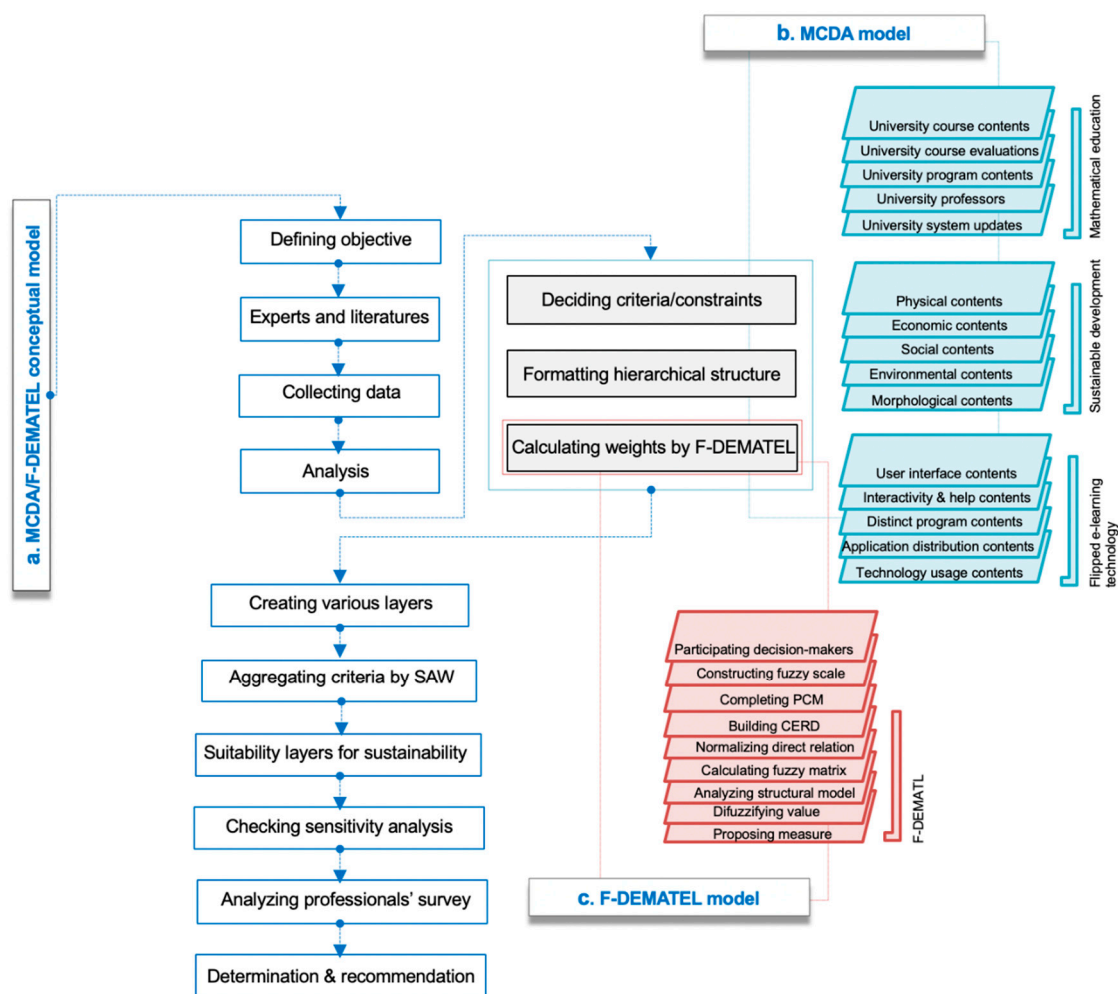 a. MCDA/F-DEMATEL conceptual model
Defining objective
Experts and literatures
Collecting data
Analysis
Deciding criteria/constraints
Formatting hierarchical structure
Calculating weights by F-DEMATEL
Creating various layers
Aggregating criteria by SAW
Suitability layers for sustainability
Checking sensitivity analysis
Analyzing professionals' survey
Determination & recommendation
b. MCDA model
University course contents
University course evaluations
University program contents
University professors
University system updates
Mathematical education
Physical contents
Economic contents
Social contents
Environmental contents
Morphological contents
Sustainable development
User interface contents
Interactivity & help contents
Distinct program contents
Application distribution contents
Technology usage contents
Flipped e-learning
technology
Participating decision-makers
Constructing fuzzy scale
Completing PCM
Building CERD
Normalizing direct relation
Calculating fuzzy matrix
Analyzing structural model
Difuzzifying value
Proposing measure
F-DEMATL
c. F-DEMATEL model